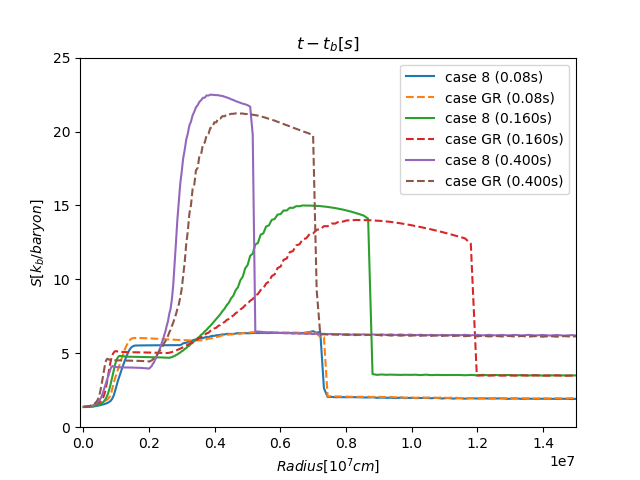 t − t_b[s]
25
20
15
10
5
0
S[k_b/baryon]
case 8 (0.08s)
case GR (0.08s)
case 8 (0.160s)
case GR (0.160s)
case 8 (0.400s)
case GR (0.400s)
0.0 0.2 0.4 0.6 0.8 1.0 1.2 1.4
1e7
Radius[10^7cm]